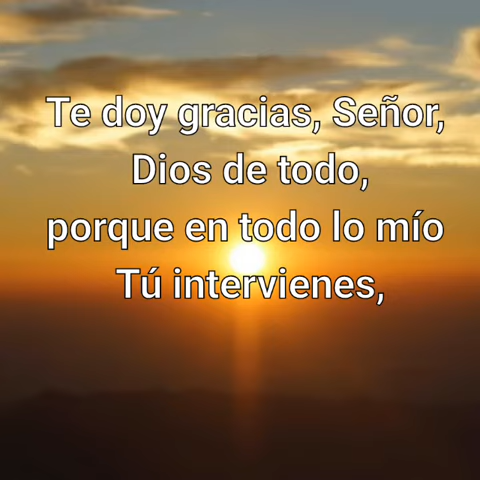 Te doy gracias, Señor,
Dios de todo,
porque en todo lo mío
Tú intervienes,